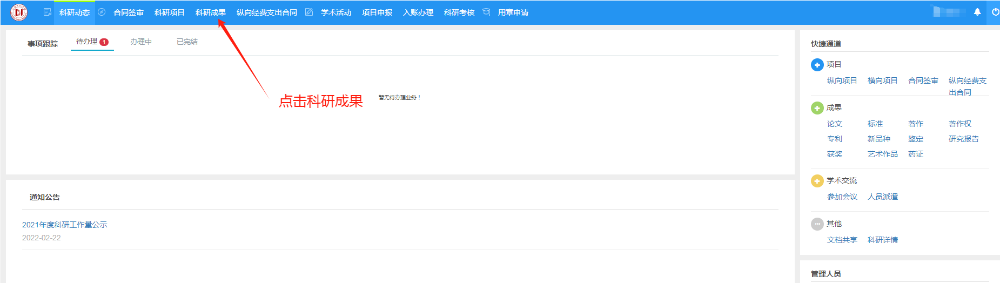 科研动态 合同签审 科研项目 科研成果 纵向经费支出合同 学术活动 项目申报 入账办理 科研考核 用章申请
事项跟踪 待办理 1 办理中 已完结
点击科研成果
暂无待办理业务！
通知公告
2021年度科研工作量公示
2022-02-22
快捷通道
项目
纵向项目 横向项目 合同签审 纵向经费支
出合同
成果
论文 标准 著作 著作权
专利 新品种 鉴定 研究报告
获奖 艺术作品 药证
学术交流
参加会议 人员派遣
其他
文档共享 科研详情
管理人员